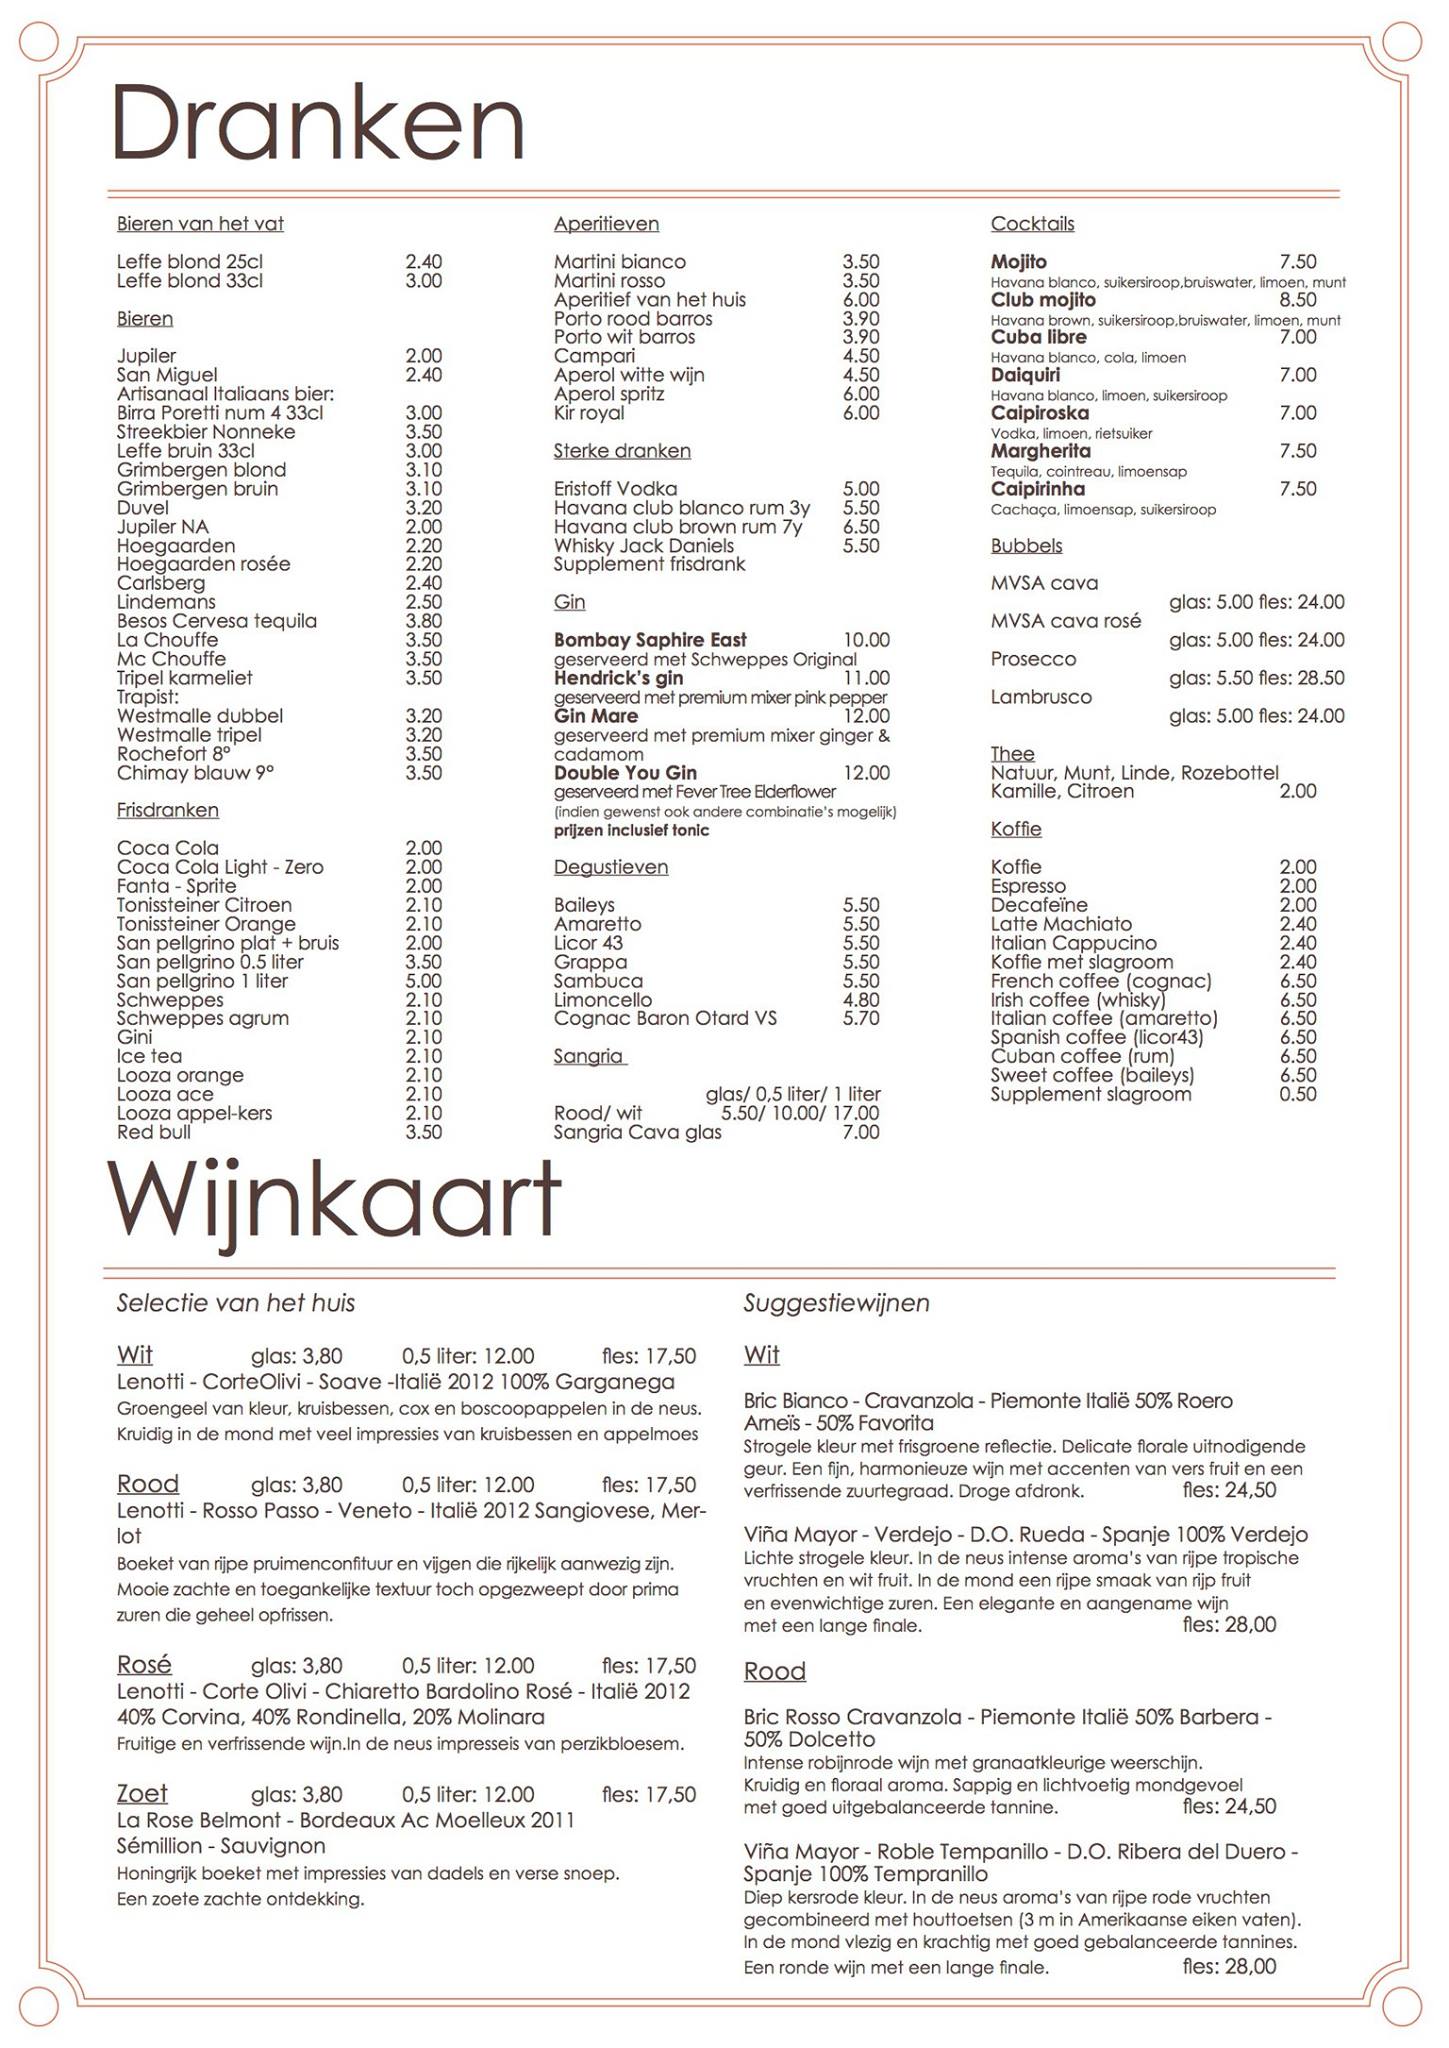 Dranken
Bieren van het vat
Leffe blond 25cl 2.40
Leffe blond 33cl 3.00
Bieren
Jupiler 2.00
San Miguel 2.40
Artisanaal Italiaans bier:
Birra Poretti num 4 33cl 3.00
Streekbier Nonneke 3.50
Leffe bruin 33cl 3.00
Grimbergen blond 3.10
Grimbergen bruin 3.10
Duvel 3.20
Jupiler NA 2.00
Hoegaarden 2.20
Hoegaarden rosée 2.20
Carlsberg 2.40
Lindemans 2.50
Besos Cervesa tequila 3.80
La Chouffe 3.50
Mc Chouffe 3.50
Tripel karmeliet 3.50
Trapist:
Westmalle dubbel 3.20
Westmalle tripel 3.20
Rochefort 8° 3.50
Chimay blauw 9° 3.50
Frisdranken
Coca Cola 2.00
Coca Cola Light - Zero 2.00
Fanta - Sprite 2.00
Tonissteiner Citroen 2.10
Tonissteiner Orange 2.10
San pellgrino plat + bruis 2.00
San pellgrino 0.5 liter 3.50
San pellgrino 1 liter 5.00
Schweppes 2.10
Schweppes agrum 2.10
Gini 2.10
Ice tea 2.10
Looza orange 2.10
Looza ace 2.10
Looza appel-kers 2.10
Red bull 3.50
Aperitieven
Martini bianco 3.50
Martini rosso 3.50
Aperitief van het huis 6.00
Porto rood barros 3.90
Porto wit barros 3.90
Campari 4.50
Aperol witte wijn 4.50
Aperol spritz 6.00
Kir royal 6.00
Sterke dranken
Eristoff Vodka 5.00
Havana club blanco rum 3y 5.50
Havana club brown rum 7y 6.50
Whisky Jack Daniels 5.50
Supplement frisdrank
Gin
Bombay Saphire East 10.00
geserveerd met Schweppes Original
Hendrick's gin 11.00
geserveerd met premium mixer pink pepper
Gin Mare 12.00
geserveerd met premium mixer ginger &
cadamom
Double You Gin 12.00
geserveerd met Fever Tree Elderflower
(indien gewenst ook andere combinatie's mogelijk)
prijzen inclusief tonic
Degustieven
Baileys 5.50
Amaretto 5.50
Licor 43 5.50
Grappa 5.50
Sambuca 5.50
Limoncello 4.80
Cognac Baron Otard VS 5.70
Sangria
glas/ 0,5 liter/ 1 liter
Rood/ wit 5.50/ 10.00/ 17.00
Sangria Cava glas 7.00
Cocktails
Mojito 7.50
Havana blanco, suikersiroop,bruiswater, limoen, munt
Club mojito 8.50
Havana brown, suikersiroop,bruiswater, limoen, munt
Cuba libre 7.00
Havana blanco, cola, limoen
Daiquiri 7.00
Havana blanco, limoen, suikersiroop
Caipiroska 7.00
Vodka, limoen, rietsuiker
Margherita 7.50
Tequila, cointreau, limoensap
Caipirinha 7.50
Cachaça, limoensap, suikersiroop
Bubbels
MVSA cava
glas: 5.00 fles: 24.00
MVSA cava rosé
glas: 5.00 fles: 24.00
Prosecco
glas: 5.50 fles: 28.50
Lambrusco
glas: 5.00 fles: 24.00
Thee
Natuur, Munt, Linde, Rozebottel
Kamille, Citroen 2.00
Koffie
Koffie 2.00
Espresso 2.00
Decafeïne 2.00
Latte Machiato 2.40
Italian Cappucino 2.40
Koffie met slagroom 2.40
French coffee (cognac) 6.50
Irish coffee (whisky) 6.50
Italian coffee (amaretto) 6.50
Spanish coffee (licor43) 6.50
Cuban coffee (rum) 6.50
Sweet coffee (baileys) 6.50
Supplement slagroom 0.50
Wijnkaart
Selectie van het huis
Wit glas: 3,80 0,5 liter: 12.00 fles: 17,50
Lenotti - CorteOlivi - Soave -Italië 2012 100% Garganega
Groengeel van kleur, kruisbessen, cox en boscoopappelen in de neus.
Kruidig in de mond met veel impressies van kruisbessen en appelmoes
Rood glas: 3,80 0,5 liter: 12.00 fles: 17,50
Lenotti - Rosso Passo - Veneto - Italië 2012 Sangiovese, Mer-
lot
Boeket van rijpe pruimenconfituur en vijgen die rijkelijk aanwezig zijn.
Mooie zachte en toegankelijke textuur toch opgezweept door prima
zuren die geheel opfrissen.
Rosé glas: 3,80 0,5 liter: 12.00 fles: 17,50
Lenotti - Corte Olivi - Chiaretto Bardolino Rosé - Italië 2012
40% Corvina, 40% Rondinella, 20% Molinara
Fruitige en verfrissende wijn.In de neus impresseis van perzikbloesem.
Zoet glas: 3,80 0,5 liter: 12.00 fles: 17,50
La Rose Belmont - Bordeaux Ac Moelleux 2011
Sémillion - Sauvignon
Honingrijk boeket met impressies van dadels en verse snoep.
Een zoete zachte ontdekking.
Suggestiewijnen
Wit
Bric Bianco - Cravanzola - Piemonte Italië 50% Roero
Arneïs - 50% Favorita
Strogele kleur met frisgroene reflectie. Delicate florale uitnodigende
geur. Een fijn, harmonieuze wijn met accenten van vers fruit en een
verfrissende zuurtegraad. Droge afdronk. fles: 24,50
Viña Mayor - Verdejo - D.O. Rueda - Spanje 100% Verdejo
Lichte strogele kleur. In de neus intense aroma's van rijpe tropische
vruchten en wit fruit. In de mond een rijpe smaak van rijp fruit
en evenwichtige zuren. Een elegante en aangename wijn
met een lange finale. fles: 28,00
Rood
Bric Rosso Cravanzola - Piemonte Italië 50% Barbera -
50% Dolcetto
Intense robijnrode wijn met granaatkleurige weerschijn.
Kruidig en floraal aroma. Sappig en lichtvoetig mondgevoel
met goed uitgebalanceerde tannine. fles: 24,50
Viña Mayor - Roble Tempanillo - D.O. Ribera del Duero -
Spanje 100% Tempranillo
Diep kersrode kleur. In de neus aroma's van rijpe rode vruchten
gecombineerd met houttoetsen (3 m in Amerikaanse eiken vaten).
In de mond vlezig en krachtig met goed gebalanceerde tannines.
Een ronde wijn met een lange finale. fles: 28,00